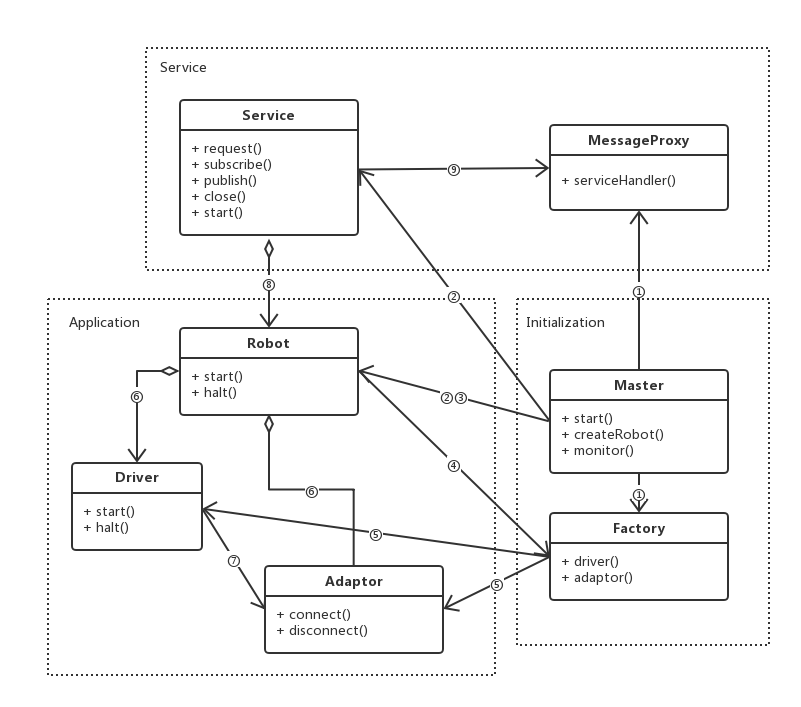 Service
Service
+ request()
+ subscribe()
+ publish()
+ close()
+ start()
MessageProxy
+ serviceHandler()
⑨
⑧
①
②
Application
Initialization
Robot
+ start()
+ halt()
Master
+ start()
+ createRobot()
+ monitor()
⑥
②③
④
Driver
+ start()
+ halt()
⑥
①
Factory
+ driver()
+ adaptor()
⑤
⑦
Adaptor
+ connect()
+ disconnect()
⑤